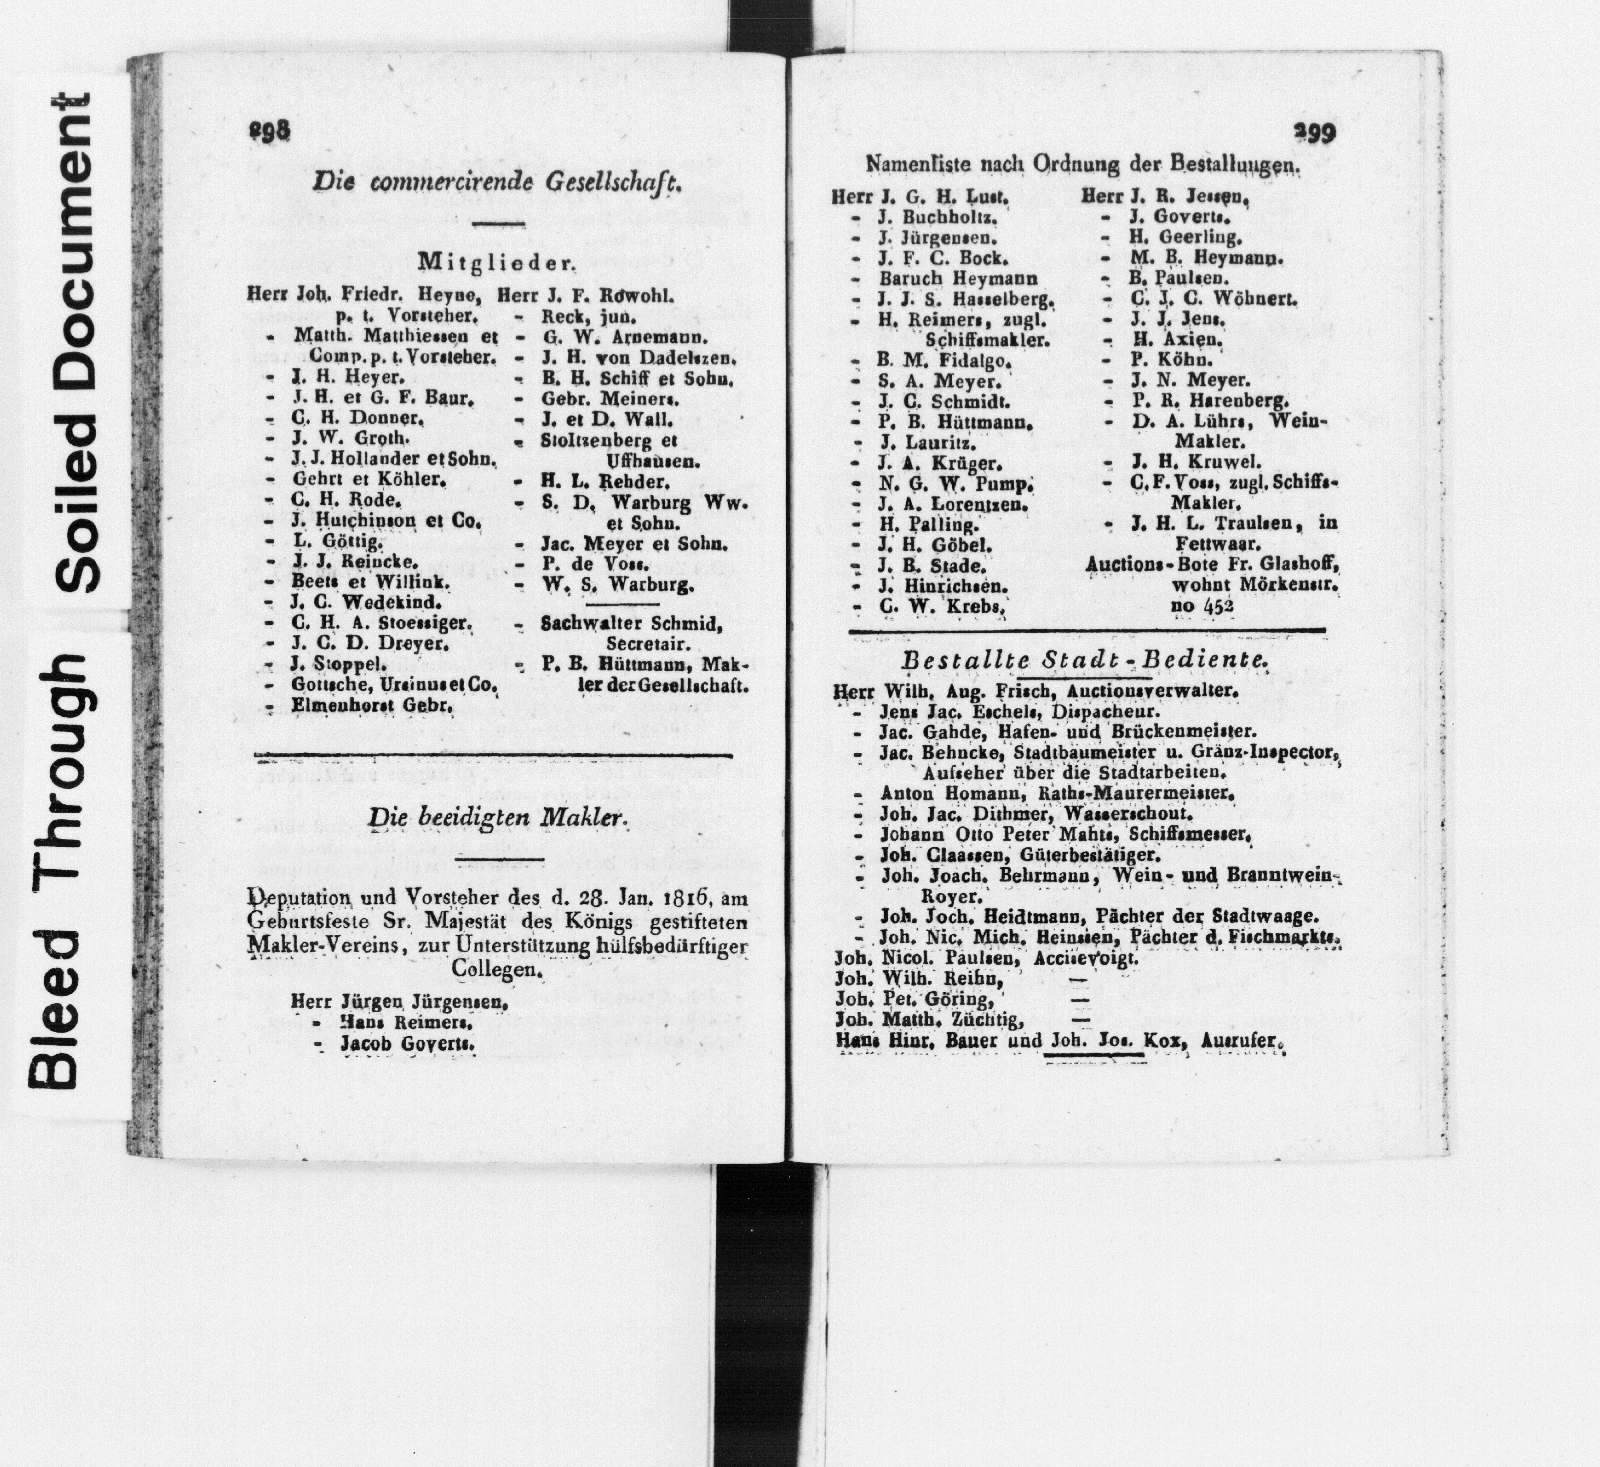 Bleed Through Soiled Document
298
Die commercirende Gesellschaft.
Mitglieder.
Herr Joh. Friedr. Heyne,
p. t. Vorsteher.
- Matth. Matthiessen et
Comp. p. t. Vorsteher.
- J. H. Heyer.
- J. H. et G. F. Baur.
- C. H. Donner.
- J. W. Groth.
- J. J. Hollander et Sohn.
- Gehrt et Köhler.
- C. H. Rode.
- J. Hutchinson et Co.
- L. Göttig.
- J. J. Reincke.
- Beets et Willink.
- J. C. Wedekind.
- C. H. A. Stoessiger.
- J. C. D. Dreyer.
- J. Stoppel.
- Gottsche, Ursinus et Co.
- Elmenhorst Gebr.
Herr J. F. Rowohl.
- Reck, jun.
- G. W. Arnemann.
- J. H. von Dadelszen.
- B. H. Schiff et Sohn.
- Gebr. Meiners.
- J. et D. Wall.
- Stoltzenberg et
Uffhausen.
- H. L. Rehder.
- S. D. Warburg Ww.
et Sohn.
- Jac. Meyer et Sohn.
- P. de Voss.
- W. S. Warburg.
- Sachwalter Schmid,
Secretair.
- P. B. Hüttmann, Mak-
ler der Gesellschaft.
Die beeidigten Makler.
Deputation und Vorsteher des d. 28. Jan. 1816, am
Geburtsfeste Sr. Majestät des Königs gestifteten
Makler-Vereins, zur Unterstützung hülfsbedürftiger
Collegen.
Herr Jürgen Jürgensen.
- Hans Reimers.
- Jacob Goverts.
299
Namenliste nach Ordnung der Bestallungen.
Herr J. G. H. Lust.
- J. Buchholtz.
- J. Jürgensen.
- J. F. C. Bock.
- Baruch Heymann
- J. J. S. Hasselberg.
- H. Reimers, zugl.
Schiffsmakler.
- B. M. Fidalgo.
- S. A. Meyer.
- J. C. Schmidt.
- P. B. Hüttmann.
- J. Lauritz.
- J. A. Krüger.
- N. G. W. Pump.
- J. A. Lorentzen.
- H. Palling.
- J. H. Göbel.
- J. B. Stade.
- J. Hinrichsen.
- C. W. Krebs.
Herr J. R. Jessen.
- J. Goverts.
- H. Geerling.
- M. B. Heymann.
- B. Paulsen.
- C. J. C. Wöhnert.
- J. J. Jens.
- H. Axien.
- P. Köhn.
- J. N. Meyer.
- P. R. Harenberg.
- D. A. Lührs, Wein-
Makler.
- J. H. Kruwel.
- C. F. Voss, zugl. Schiffs-
Makler.
- J. H. L. Traulsen, in
Fettwaar.
Auctions-Bote Fr. Glashoff,
wohnt Mörkenstr.
no 452
Bestallte Stadt-Bediente.
Herr Wilh. Aug. Frisch, Auctionsverwalter.
- Jens Jac. Eschels, Dispacheur.
- Jac. Gahde, Hafen- und Brückenmeister.
- Jac. Behncke, Stadtbaumeister u. Gränz-Inspector,
Aufseher über die Stadtarbeiten.
- Anton Homann, Raths-Maurermeister.
- Joh. Jac. Dithmer, Wasserschout.
- Johann Otto Peter Mahts, Schiffsmesser.
- Joh. Claassen, Güterbestätiger.
- Joh. Joach. Behrmann, Wein- und Branntwein-
Royer.
- Joh. Joch. Heidtmann, Pächter der Stadtwaage.
- Joh. Nic. Mich. Heinssen, Pächter d. Fischmarkts.
Joh. Nicol. Paulsen, Accisevoigt.
Joh. Wilh. Reihn, —
Joh. Pet. Göring, —
Joh. Matth. Züchtig, —
Hans Hinr. Bauer und Joh. Jos. Kox, Ausrufer.